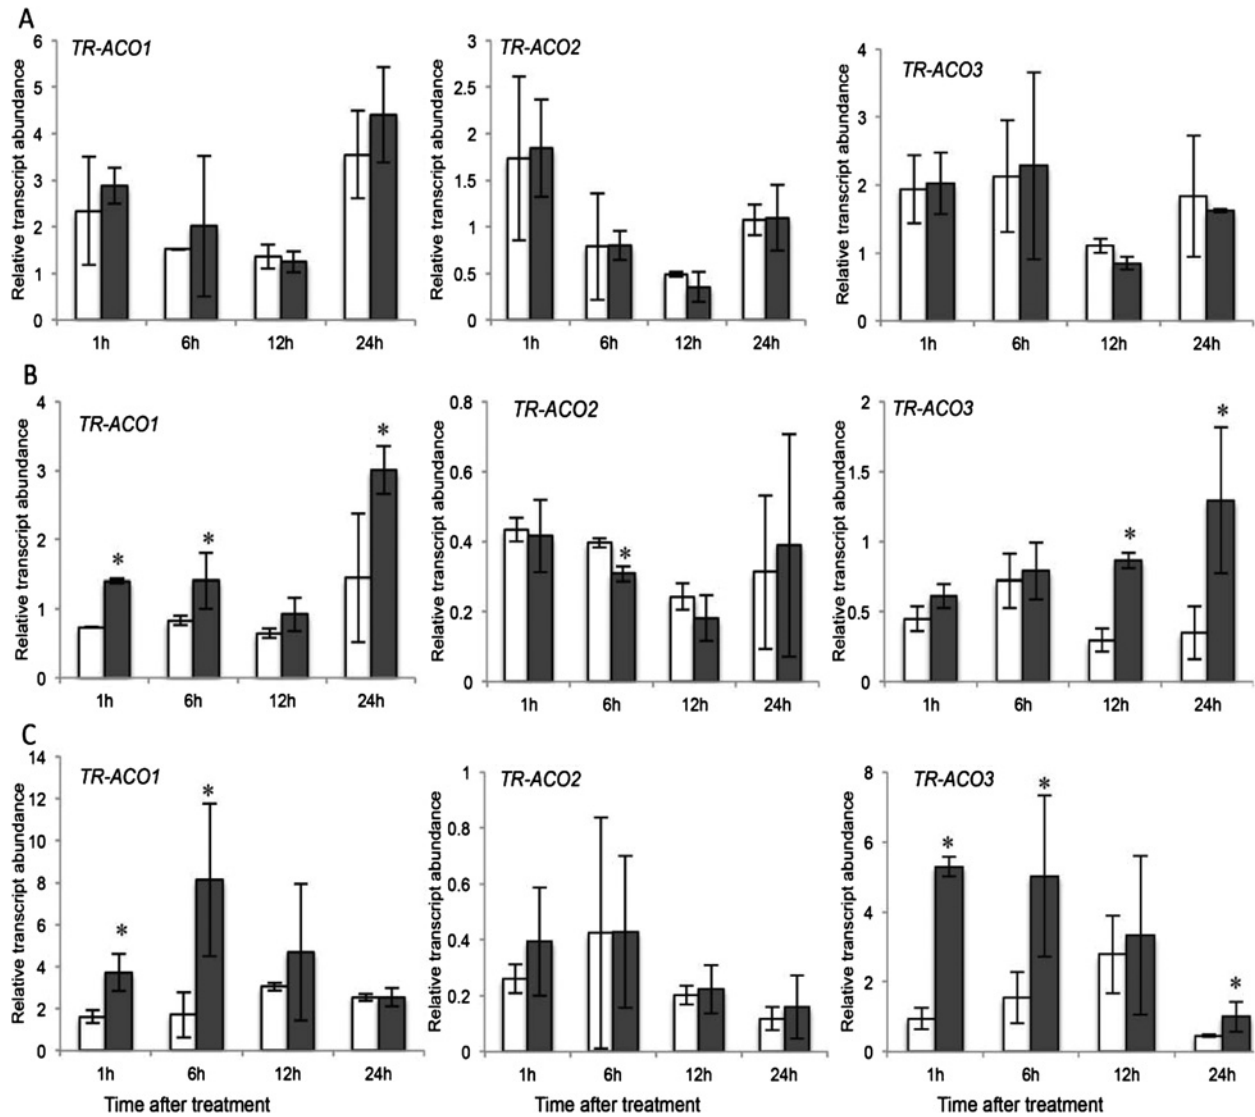 A
TR-ACO1
Relative transcript abundance
6
5
4
3
2
1
0
1h 6h 12h 24h
TR-ACO2
Relative transcript abundance
3
2.5
2
1.5
1
0.5
0
1h 6h 12h 24h
TR-ACO3
Relative transcript abundance
4
3
2
1
0
1h 6h 12h 24h
B
TR-ACO1
Relative transcript abundance
4
3
2
1
0
* * *
1h 6h 12h 24h
TR-ACO2
Relative transcript abundance
0.8
0.6
0.4
0.2
0
*
1h 6h 12h 24h
TR-ACO3
Relative transcript abundance
2
1.5
1
0.5
0
* *
1h 6h 12h 24h
C
TR-ACO1
Relative transcript abundance
14
12
10
8
6
4
2
0
* *
1h 6h 12h 24h
Time after treatment
TR-ACO2
Relative transcript abundance
1
0.8
0.6
0.4
0.2
0
1h 6h 12h 24h
Time after treatment
TR-ACO3
Relative transcript abundance
8
6
4
2
0
* * *
1h 6h 12h 24h
Time after treatment